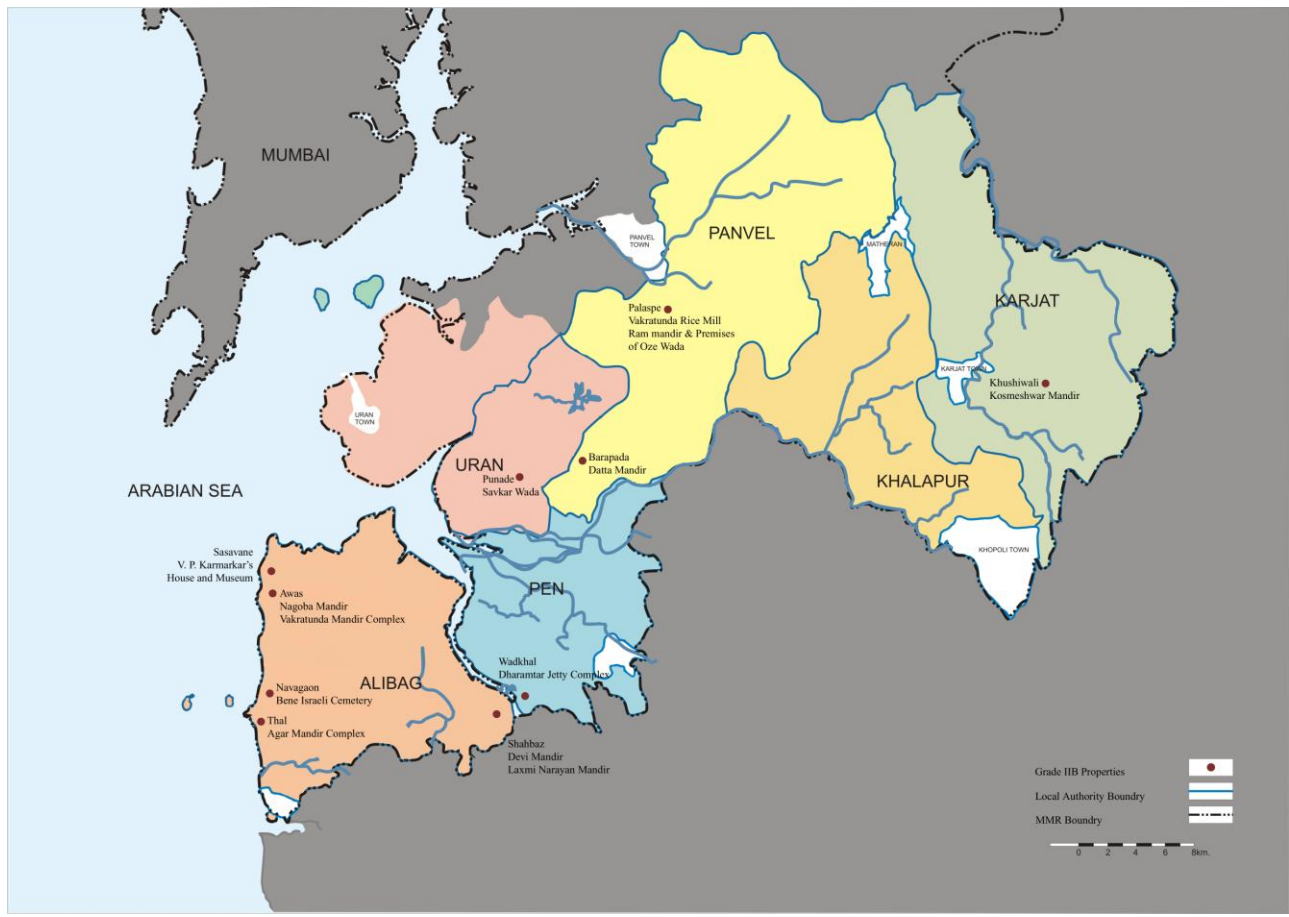 MUMBAI
PANVEL
TOWN
PANVEL
MATHERAN
KARJAT
Palaspe
Vakratunda Rice Mill
Ram mandir & Premises
of Oze Wada
KARJAT TOWN
Khushiwali
Kosmeshwar Mandir
URAN
TOWN
URAN
Punade
Savkar Wada
Barapada
Datta Mandir
KHALAPUR
ARABIAN SEA
KHOPOLI TOWN
Sasavane
V. P. Karmarkar's
House and Museum
Awas
Nagoba Mandir
Vakratunda Mandir Complex
PEN
Wadkhal
Dharamtar Jetty Complex
ALIBAG
Navagaon
Bene Israeli Cemetery
Thal
Agar Mandir Complex
Shahbaz
Devi Mandir
Laxmi Narayan Mandir
Grade IIB Properties
Local Authority Boundry
MMR Boundry
0 2 4 6 8km.